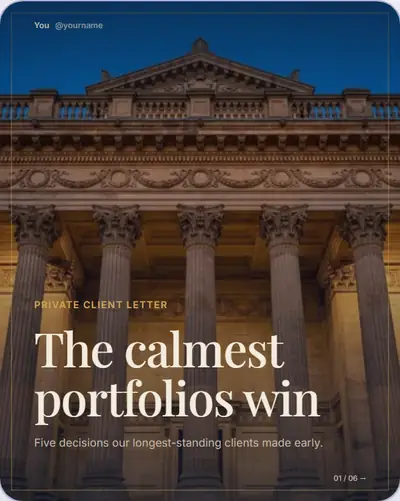 You @yourname
PRIVATE CLIENT LETTER
The calmest
portfolios win
Five decisions our longest-standing clients made early.
01 / 06 →